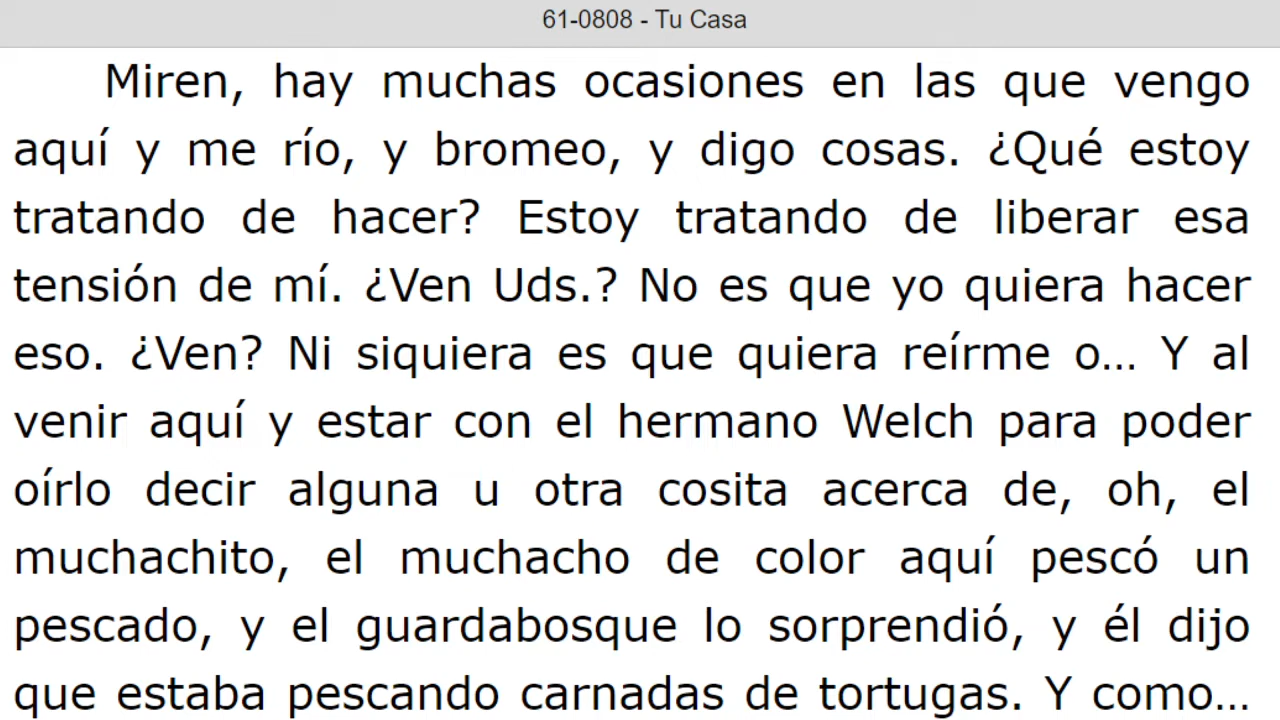 61-0808 - Tu Casa
Miren, hay muchas ocasiones en las que vengo
aquí y me río, y bromeo, y digo cosas. ¿Qué estoy
tratando de hacer? Estoy tratando de liberar esa
tensión de mí. ¿Ven Uds.? No es que yo quiera hacer
eso. ¿Ven? Ni siquiera es que quiera reírme o… Y al
venir aquí y estar con el hermano Welch para poder
oírlo decir alguna u otra cosita acerca de, oh, el
muchachito, el muchacho de color aquí pescó un
pescado, y el guardabosque lo sorprendió, y él dijo
que estaba pescando carnadas de tortugas. Y como…